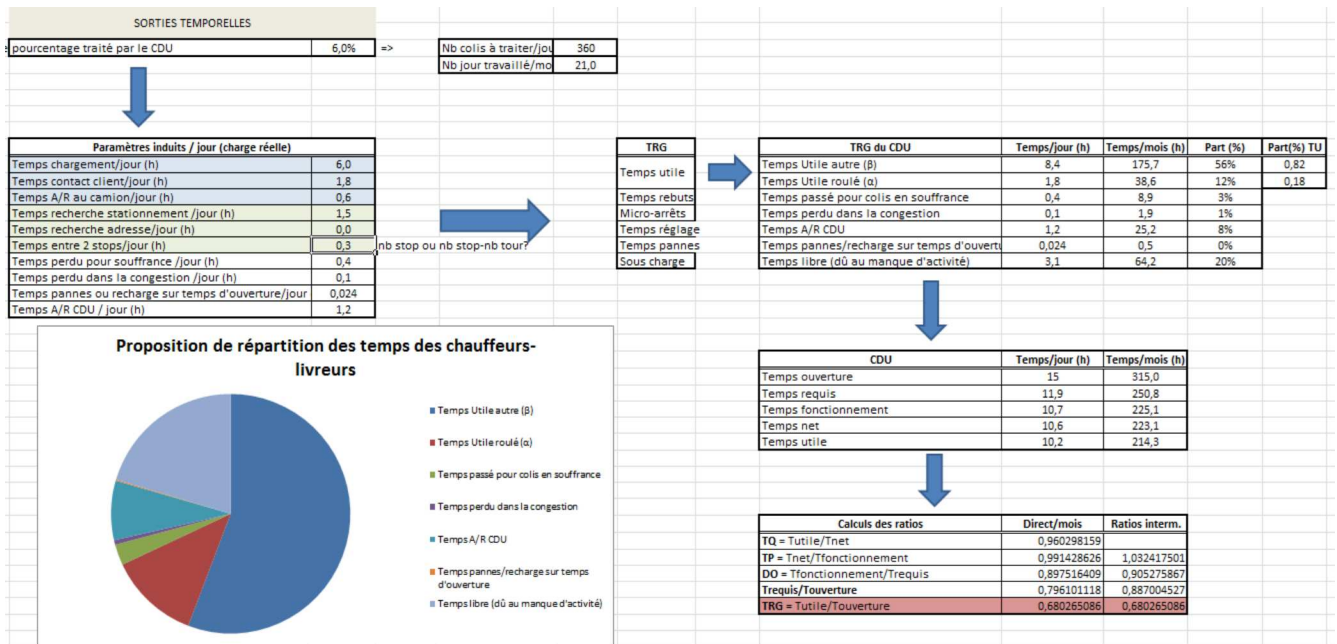 SORTIES TEMPORELLES
pourcentage traité par le CDU 6,0% => Nb colis à traiter/jou 360
Nb jour travaillé/mo 21,0
Paramètres induits / jour (charge réelle)
Temps chargement/jour (h) 6,0
Temps contact client/jour (h) 1,8
Temps A/R au camion/jour (h) 0,6
Temps recherche stationnement /jour (h) 1,5
Temps recherche adresse/jour (h) 0,0
Temps entre 2 stops/jour (h) 0,3 nb stop ou nb stop-nb tour?
Temps perdu pour souffrance /jour (h) 0,4
Temps perdu dans la congestion /jour (h) 0,1
Temps pannes ou recharge sur temps d'ouverture/jour 0,024
Temps A/R CDU / jour (h) 1,2
TRG
Temps utile
Temps rebuts
Micro-arrêts
Temps réglage
Temps pannes
Sous charge
TRG du CDU Temps/jour (h) Temps/mois (h) Part (%) Part(%) TU
Temps Utile autre (β) 8,4 175,7 56% 0,82
Temps Utile roulé (α) 1,8 38,6 12% 0,18
Temps passé pour colis en souffrance 0,4 8,9 3%
Temps perdu dans la congestion 0,1 1,9 1%
Temps A/R CDU 1,2 25,2 8%
Temps pannes/recharge sur temps d'ouvertu 0,024 0,5 0%
Temps libre (dû au manque d'activité) 3,1 64,2 20%
Proposition de répartition des temps des chauffeurs-
livreurs
Temps Utile autre (β)
Temps Utile roulé (α)
Temps passé pour colis en souffrance
Temps perdu dans la congestion
Temps A/R CDU
Temps pannes/recharge sur temps
d'ouverture
Temps libre (dû au manque d'activité)
CDU Temps/jour (h) Temps/mois (h)
Temps ouverture 15 315,0
Temps requis 11,9 250,8
Temps fonctionnement 10,7 225,1
Temps net 10,6 223,1
Temps utile 10,2 214,3
Calculs des ratios Direct/mois Ratios interm.
TQ = Tutile/Tnet 0,960298159
TP = Tnet/Tfonctionnement 0,991428626 1,032417501
DO = Tfonctionnement/Trequis 0,897516409 0,905275867
Trequis/Touverture 0,796101118 0,887004527
TRG = Tutile/Touverture 0,680265086 0,680265086